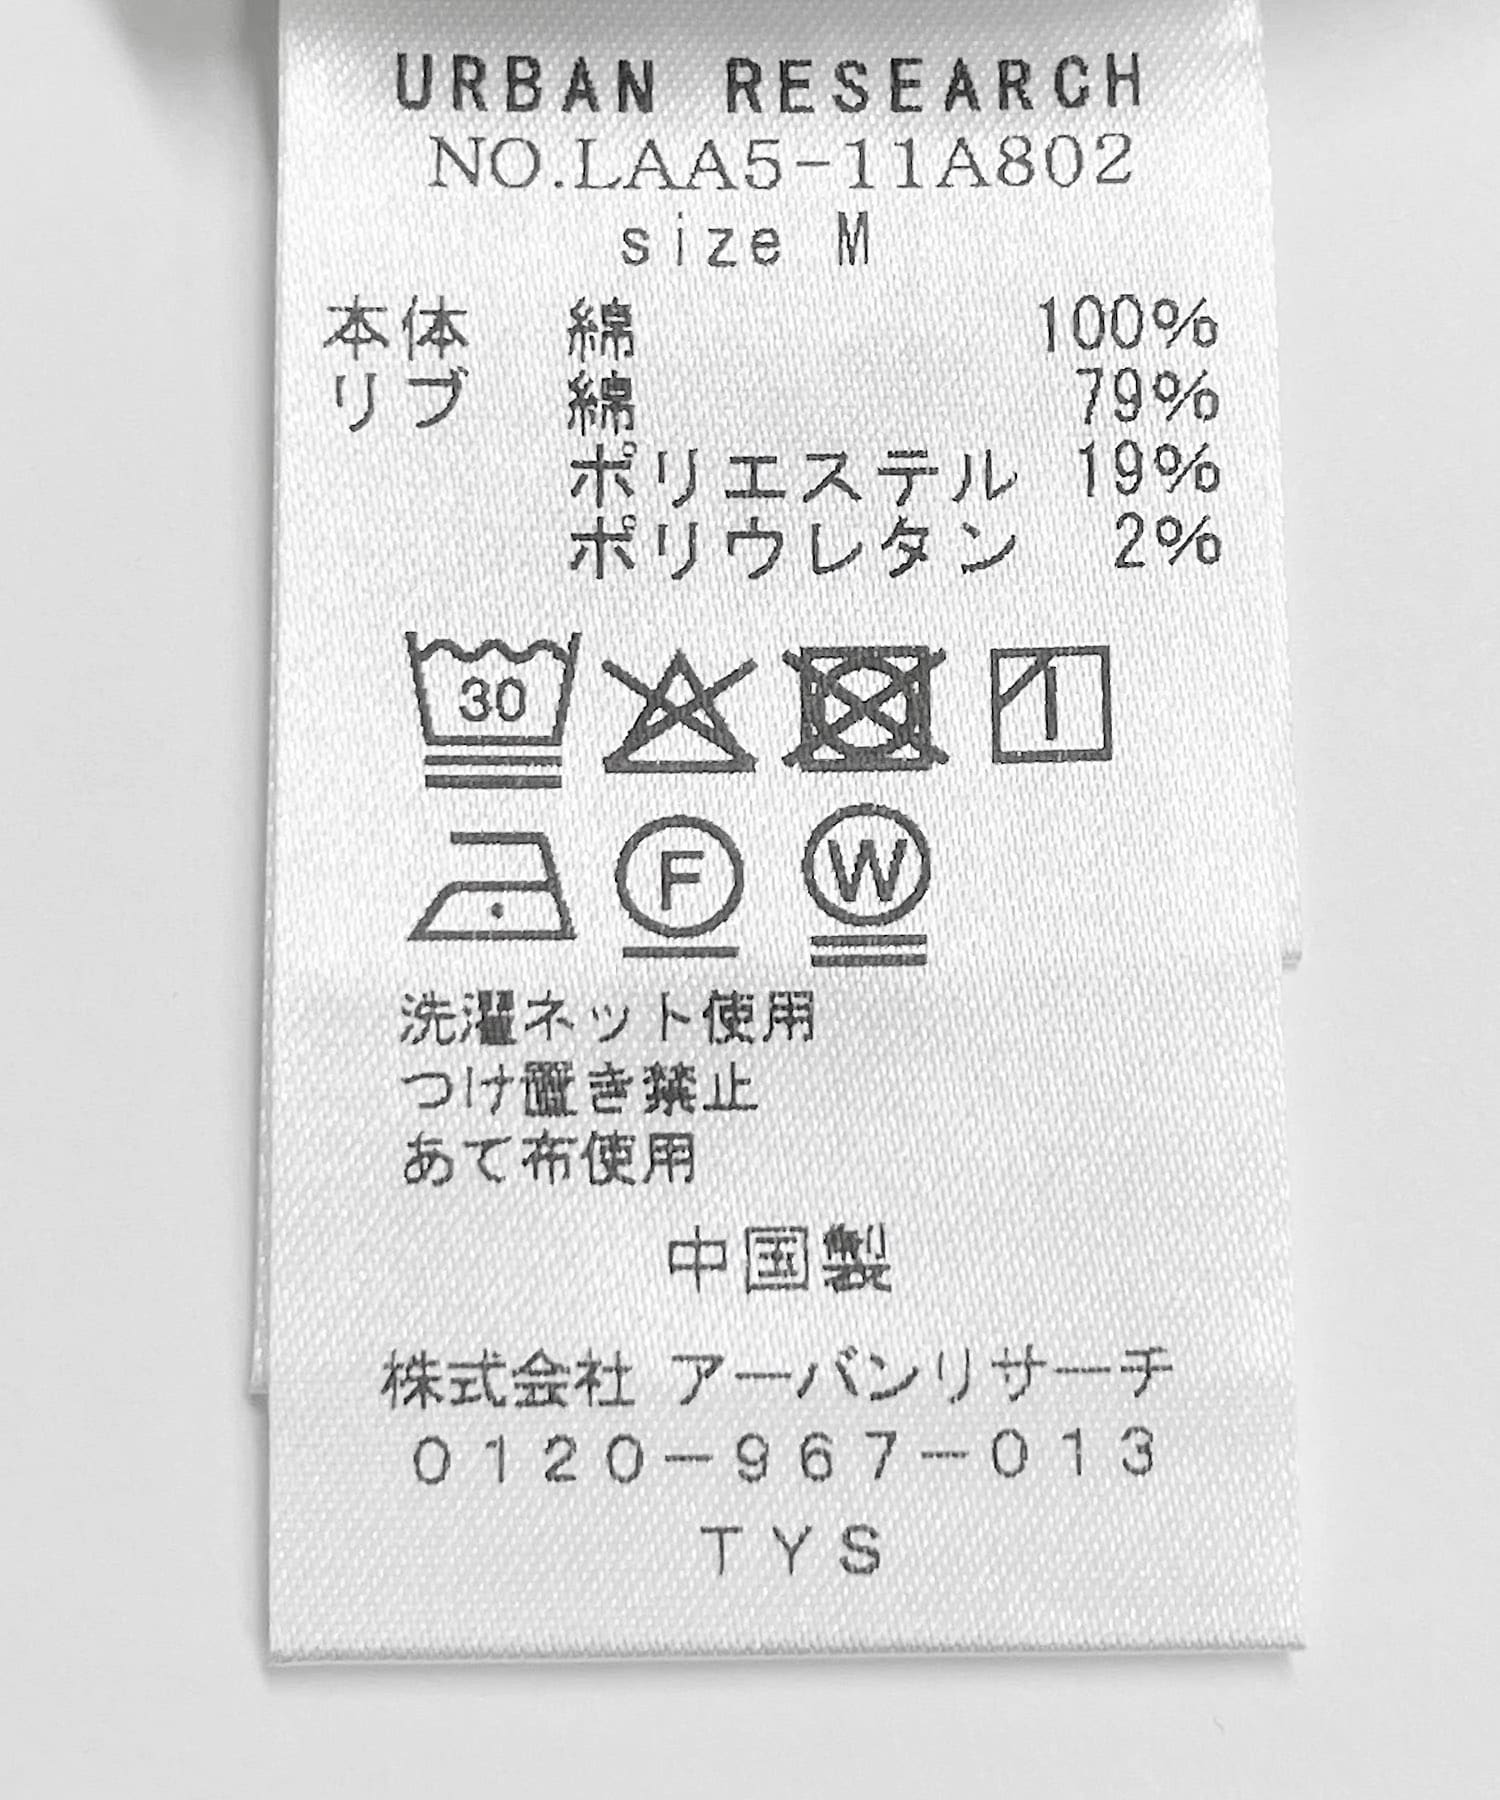 URBAN RESEARCH
NO.LAA5-11A802
size M
本体 綿 100%
リブ 綿 79%
ポリエステル 19%
ポリウレタン 2%
30
F W
洗濯ネット使用
つけ置き禁止
あて布使用
中国製
株式会社 アーバンリサーチ
0120-967-013
TYS